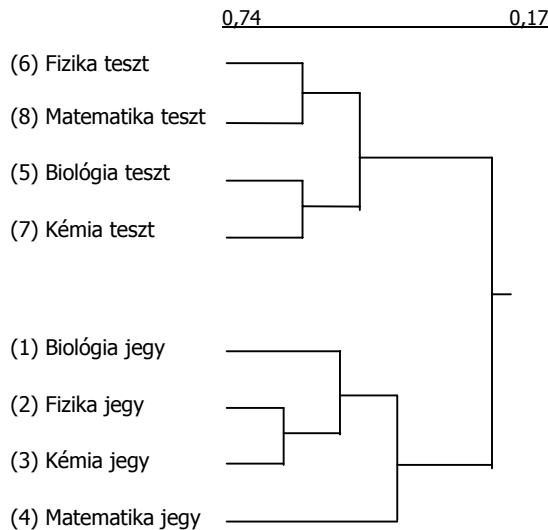 0,74 0,17
(6) Fizika teszt
(8) Matematika teszt
(5) Biológia teszt
(7) Kémia teszt
(1) Biológia jegy
(2) Fizika jegy
(3) Kémia jegy
(4) Matematika jegy